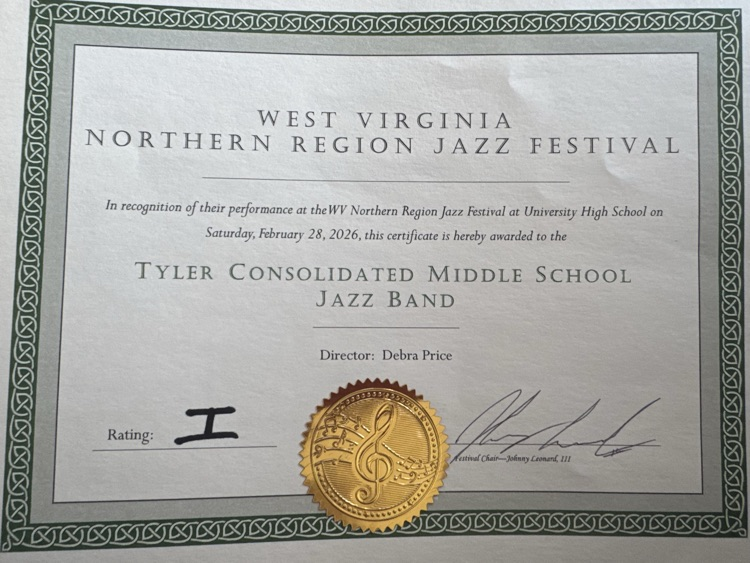 WEST VIRGINIA
NORTHERN REGION JAZZ FESTIVAL
In recognition of their performance at the WV Northern Region Jazz Festival at University High School on
Saturday, February 28, 2026, this certificate is hereby awarded to the
TYLER CONSOLIDATED MIDDLE SCHOOL
JAZZ BAND
Director: Debra Price
Rating: I
Festival Chair—Johnny Leonard, III